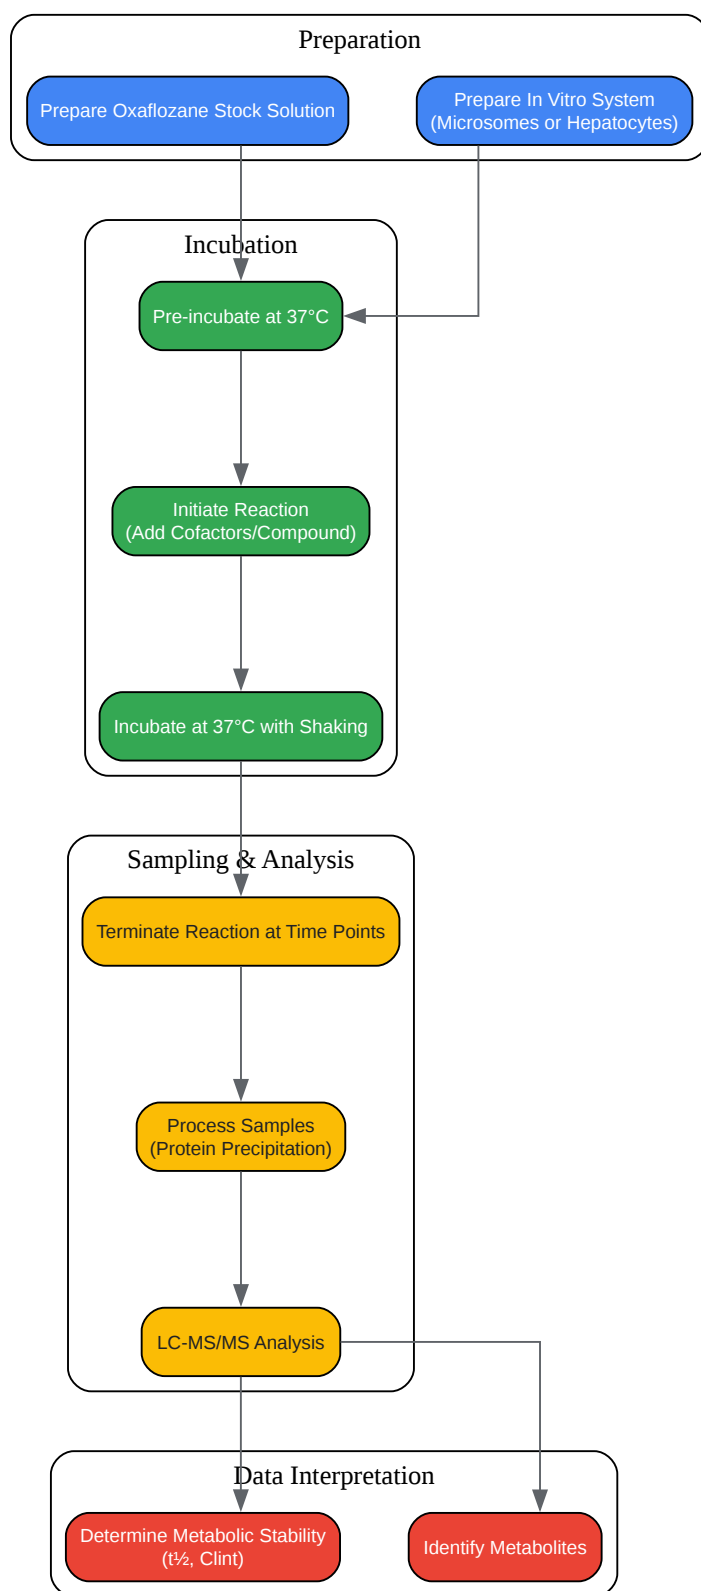 Preparation
Prepare Oxaflozane Stock Solution
Prepare In Vitro System
(Microsomes or Hepatocytes)
Incubation
Pre-incubate at 37°C
Initiate Reaction
(Add Cofactors/Compound)
Incubate at 37°C with Shaking
Sampling & Analysis
Terminate Reaction at Time Points
Process Samples
(Protein Precipitation)
LC-MS/MS Analysis
Data Interpretation
Determine Metabolic Stability
(t½, Clint)
Identify Metabolites